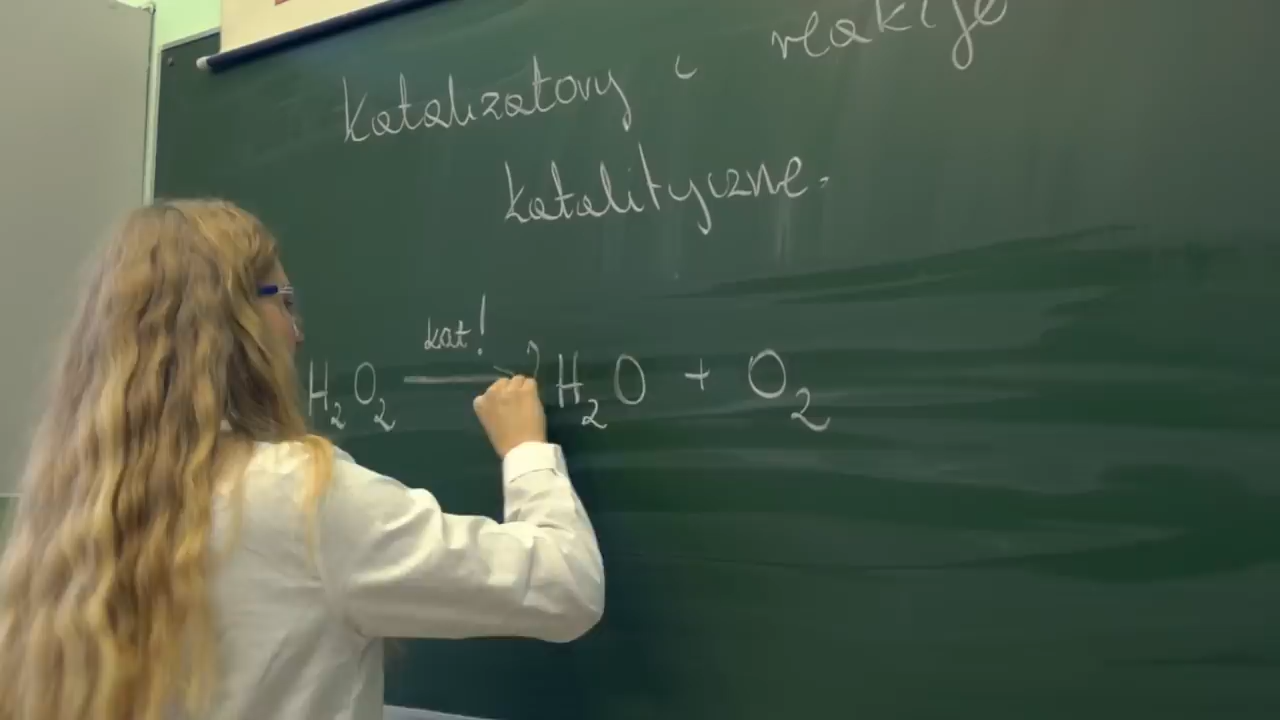 Katalizatory i reakcje
katalityczne.
kat!
H₂O₂ → 2H₂O + O₂